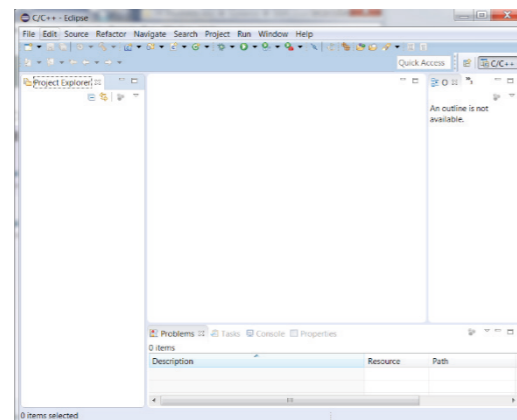 C/C++ - Eclipse
File Edit Source Refactor Navigate Search Project Run Window Help
Quick Access
C/C++
Project Explorer
O
An outline is not
available.
Problems Tasks Console Properties
0 items
Description Resource Path
0 items selected